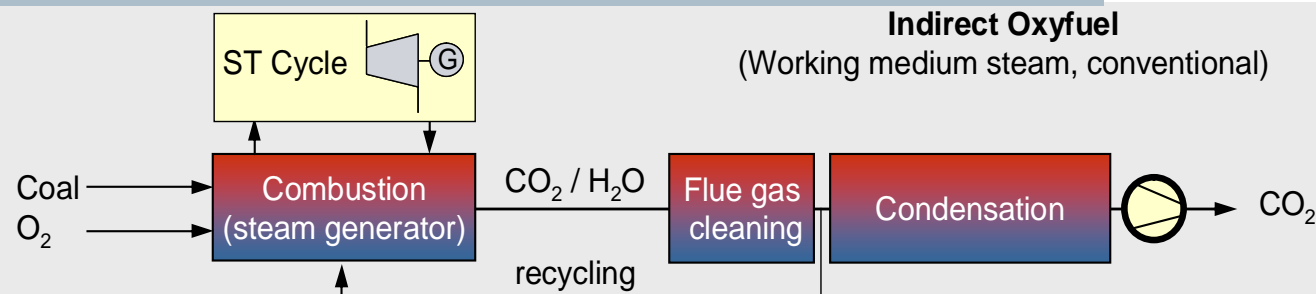 Indirect Oxyfuel
(Working medium steam, conventional)
ST Cycle
G
Coal
O₂
Combustion
(steam generator)
CO₂ / H₂O
Flue gas
cleaning
Condensation
CO₂
recycling